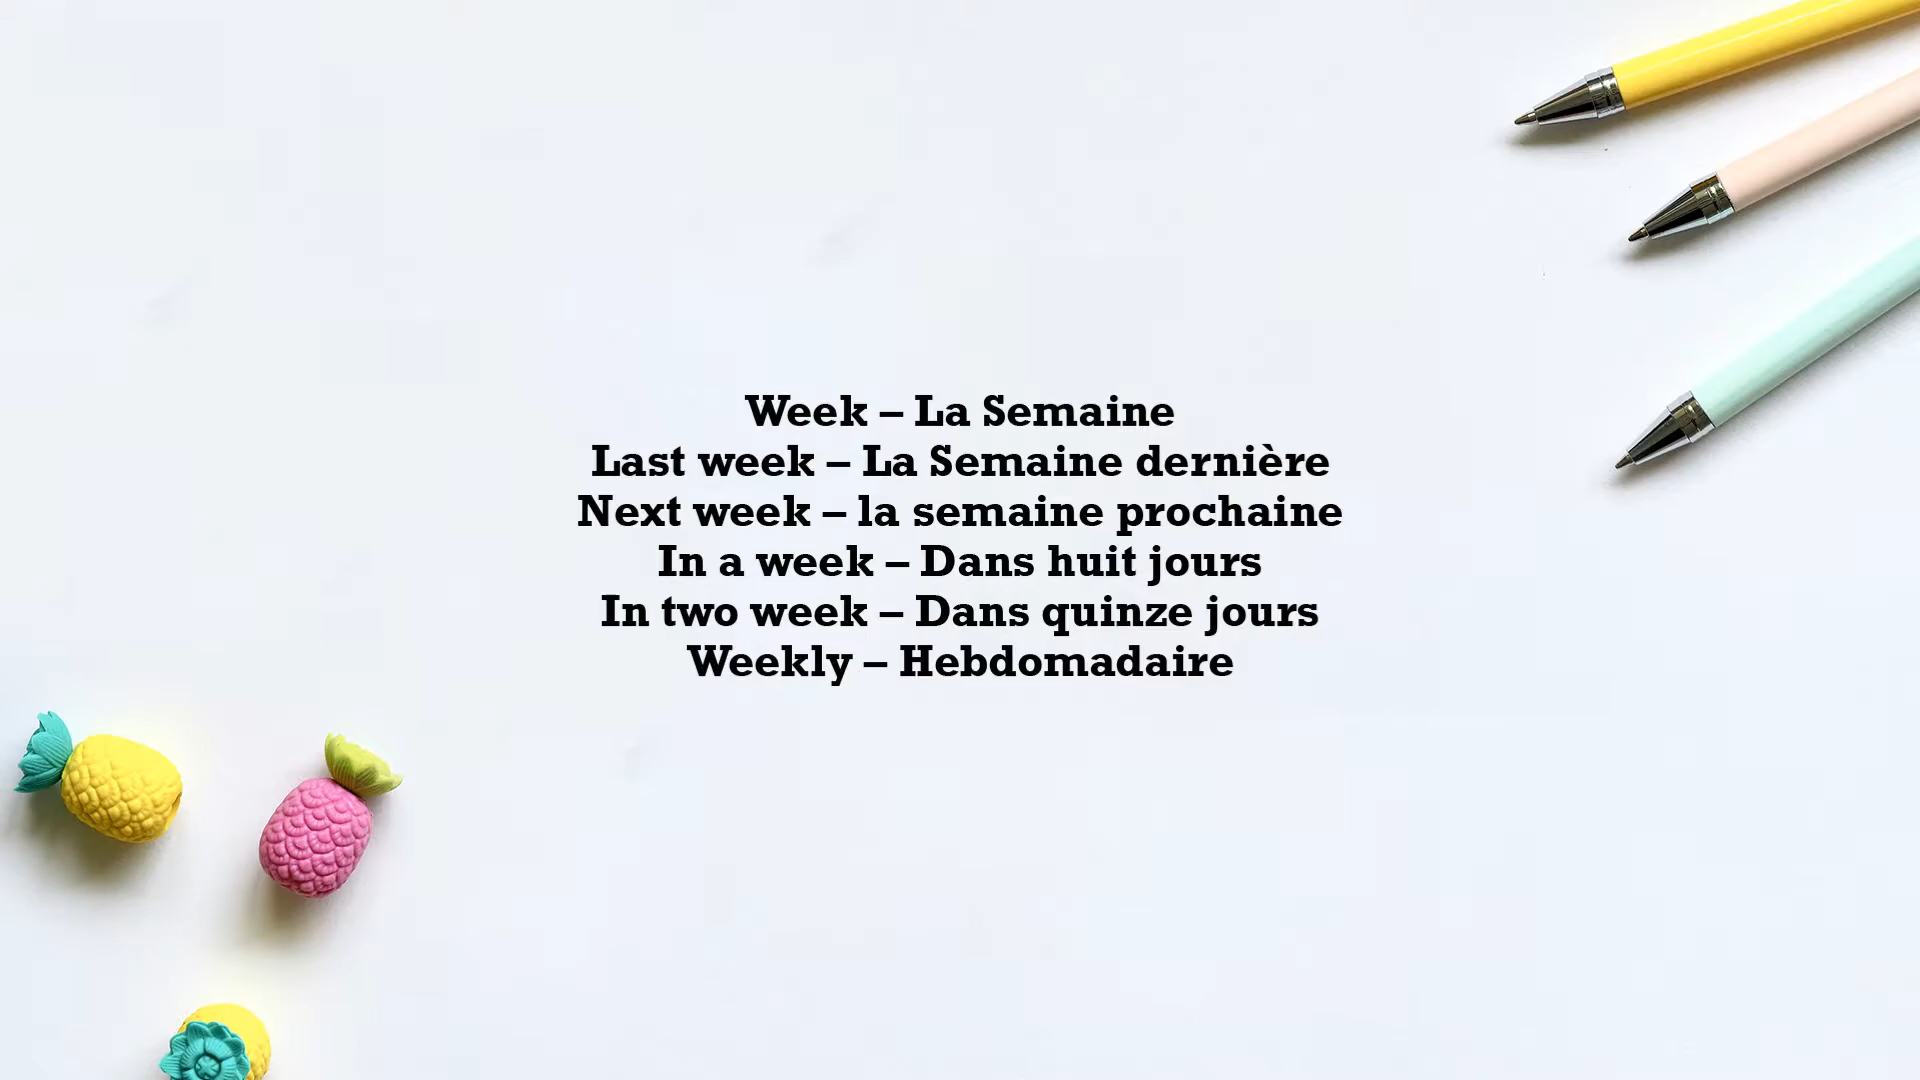 Week – La Semaine
Last week – La Semaine dernière
Next week – la semaine prochaine
In a week – Dans huit jours
In two week – Dans quinze jours
Weekly – Hebdomadaire